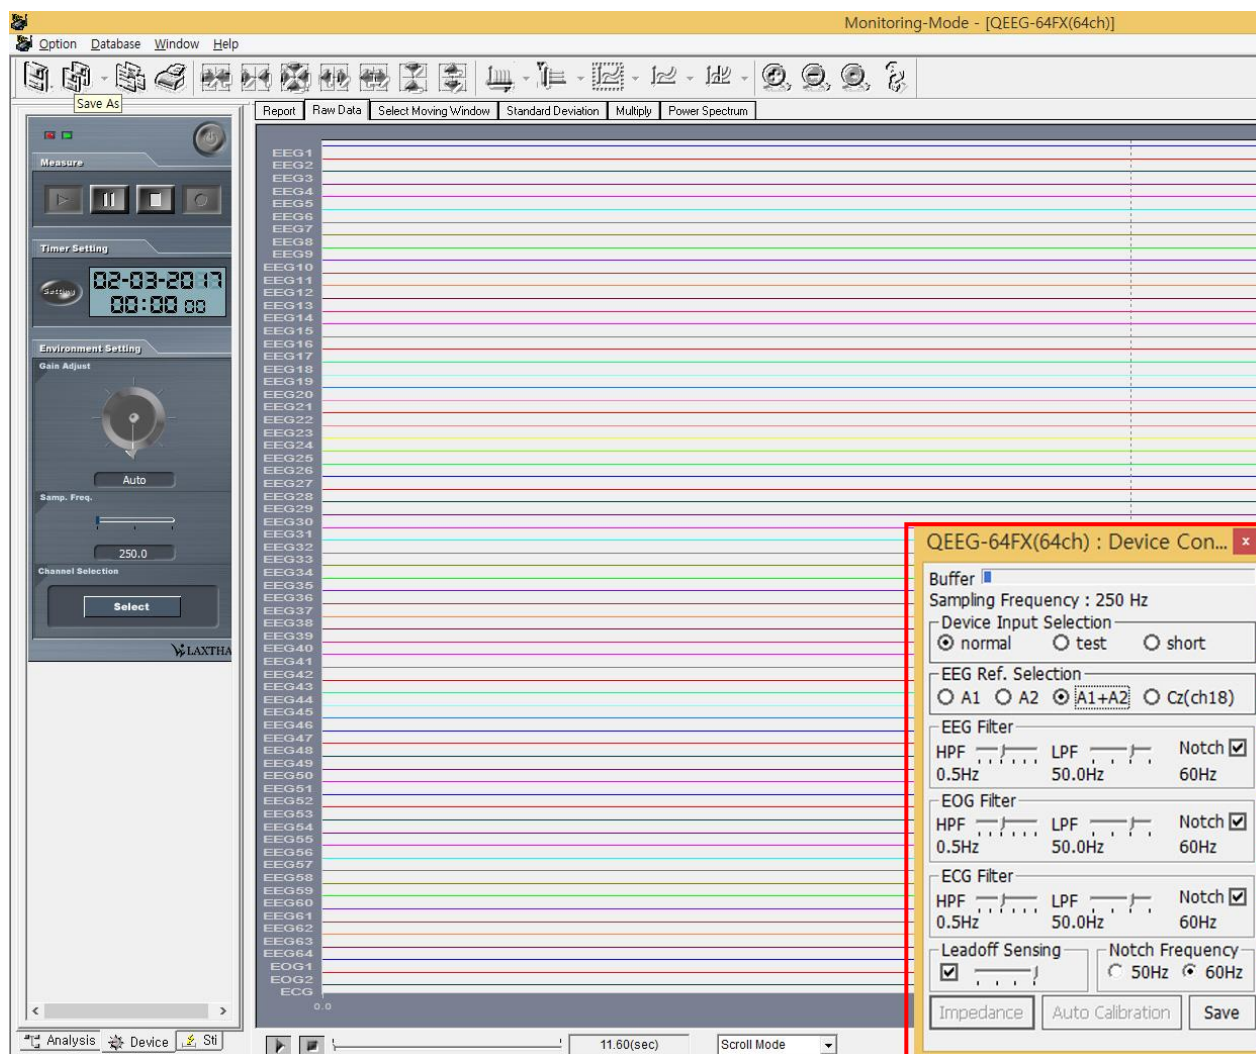 Monitoring-Mode - [QEEG-64FX(64ch)]
Option Database Window Help
Save As
Report Raw Data Select Moving Window Standard Deviation Multiply Power Spectrum
Measure
Timer Setting
Setting
02-03-2017
00:00 00
Environment Setting
Gain Adjust
Auto
Samp. Freq.
250.0
Channel Selection
Select
LAXTHA
EEG1
EEG2
EEG3
EEG4
EEG5
EEG6
EEG7
EEG8
EEG9
EEG10
EEG11
EEG12
EEG13
EEG14
EEG15
EEG16
EEG17
EEG18
EEG19
EEG20
EEG21
EEG22
EEG23
EEG24
EEG25
EEG26
EEG27
EEG28
EEG29
EEG30
EEG31
EEG32
EEG33
EEG34
EEG35
EEG36
EEG37
EEG38
EEG39
EEG40
EEG41
EEG42
EEG43
EEG44
EEG45
EEG46
EEG47
EEG48
EEG49
EEG50
EEG51
EEG52
EEG53
EEG54
EEG55
EEG56
EEG57
EEG58
EEG59
EEG60
EEG61
EEG62
EEG63
EEG64
EOG1
EOG2
ECG
0.0
QEEG-64FX(64ch) : Device Con... x
Buffer
Sampling Frequency : 250 Hz
Device Input Selection
normal test short
EEG Ref. Selection
A1 A2 A1+A2 Cz(ch18)
EEG Filter
HPF LPF Notch
0.5Hz 50.0Hz 60Hz
EOG Filter
HPF LPF Notch
0.5Hz 50.0Hz 60Hz
ECG Filter
HPF LPF Notch
0.5Hz 50.0Hz 60Hz
Leadoff Sensing Notch Frequency
50Hz 60Hz
Impedance Auto Calibration Save
Analysis Device Sti
11.60(sec) Scroll Mode